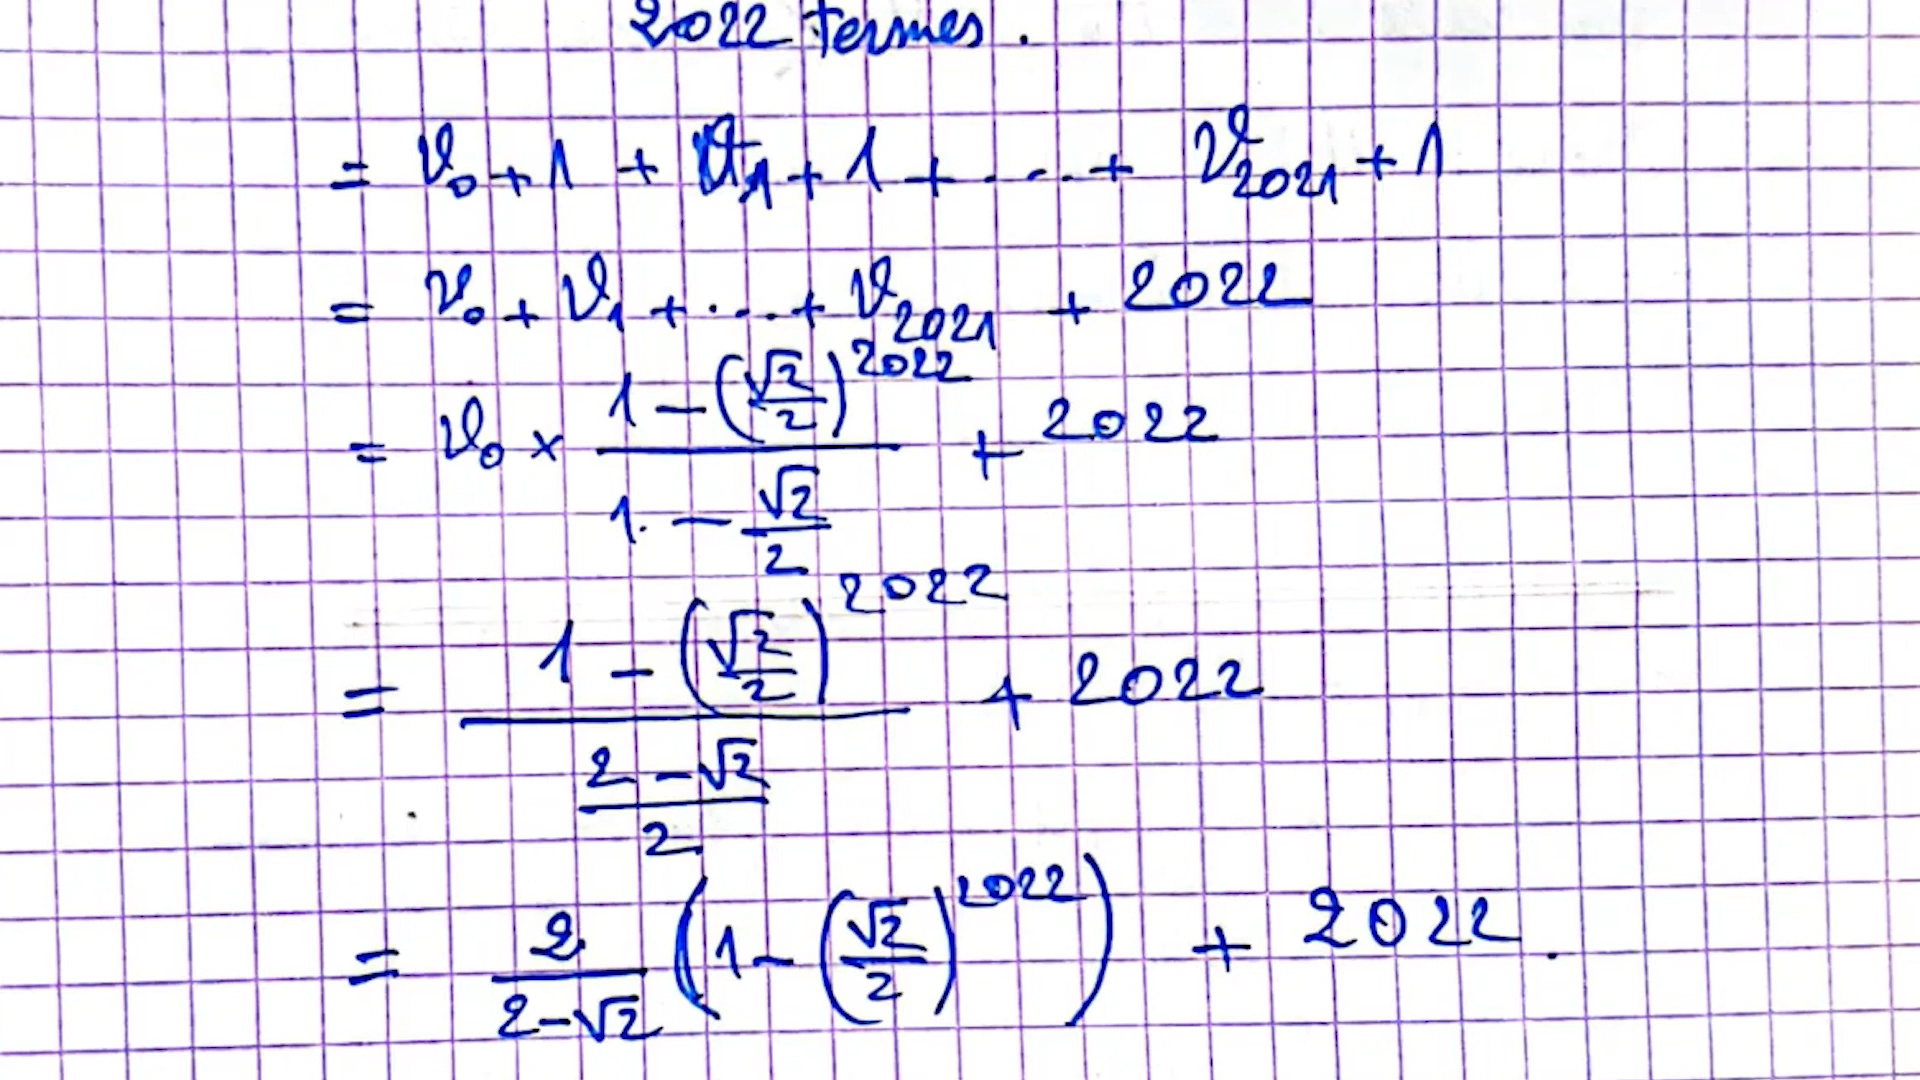 2022 termes.
= v₀ + 1 + v₁ + 1 + .... + v₂₀₂₁ + 1
= v₀ + v₁ + .... + v₂₀₂₁ + 2022
= v₀ × (1 - (√2/2)²⁰²²)/(1 - √2/2) + 2022
= (1 - (√2/2)²⁰²²)/((2 - √2)/2) + 2022
= 2/(2-√2) (1 - (√2/2)²⁰²²) + 2022.